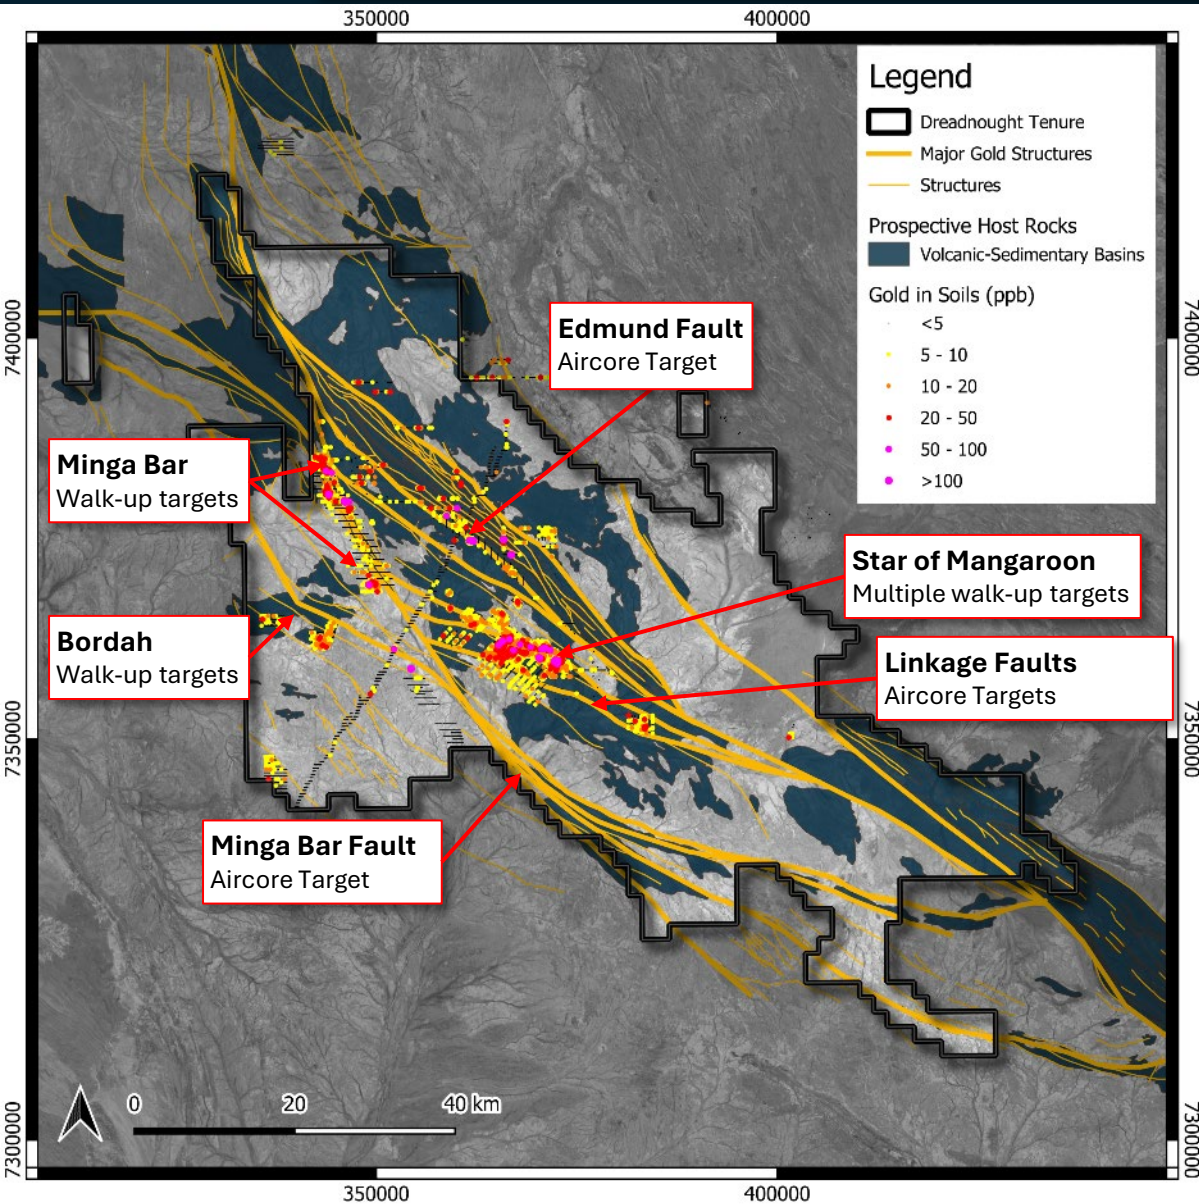 350000
400000
Legend
Dreadnought Tenure
Major Gold Structures
Structures
Prospective Host Rocks
Volcanic-Sedimentary Basins
Gold in Soils (ppb)
<5
5 - 10
10 - 20
20 - 50
50 - 100
>100
7400000
7400000
Edmund Fault
Aircore Target
Minga Bar
Walk-up targets
Star of Mangaroon
Multiple walk-up targets
Bordah
Walk-up targets
Linkage Faults
Aircore Targets
7350000
7350000
Minga Bar Fault
Aircore Target
0
20
40 km
7300000
7300000
350000
400000